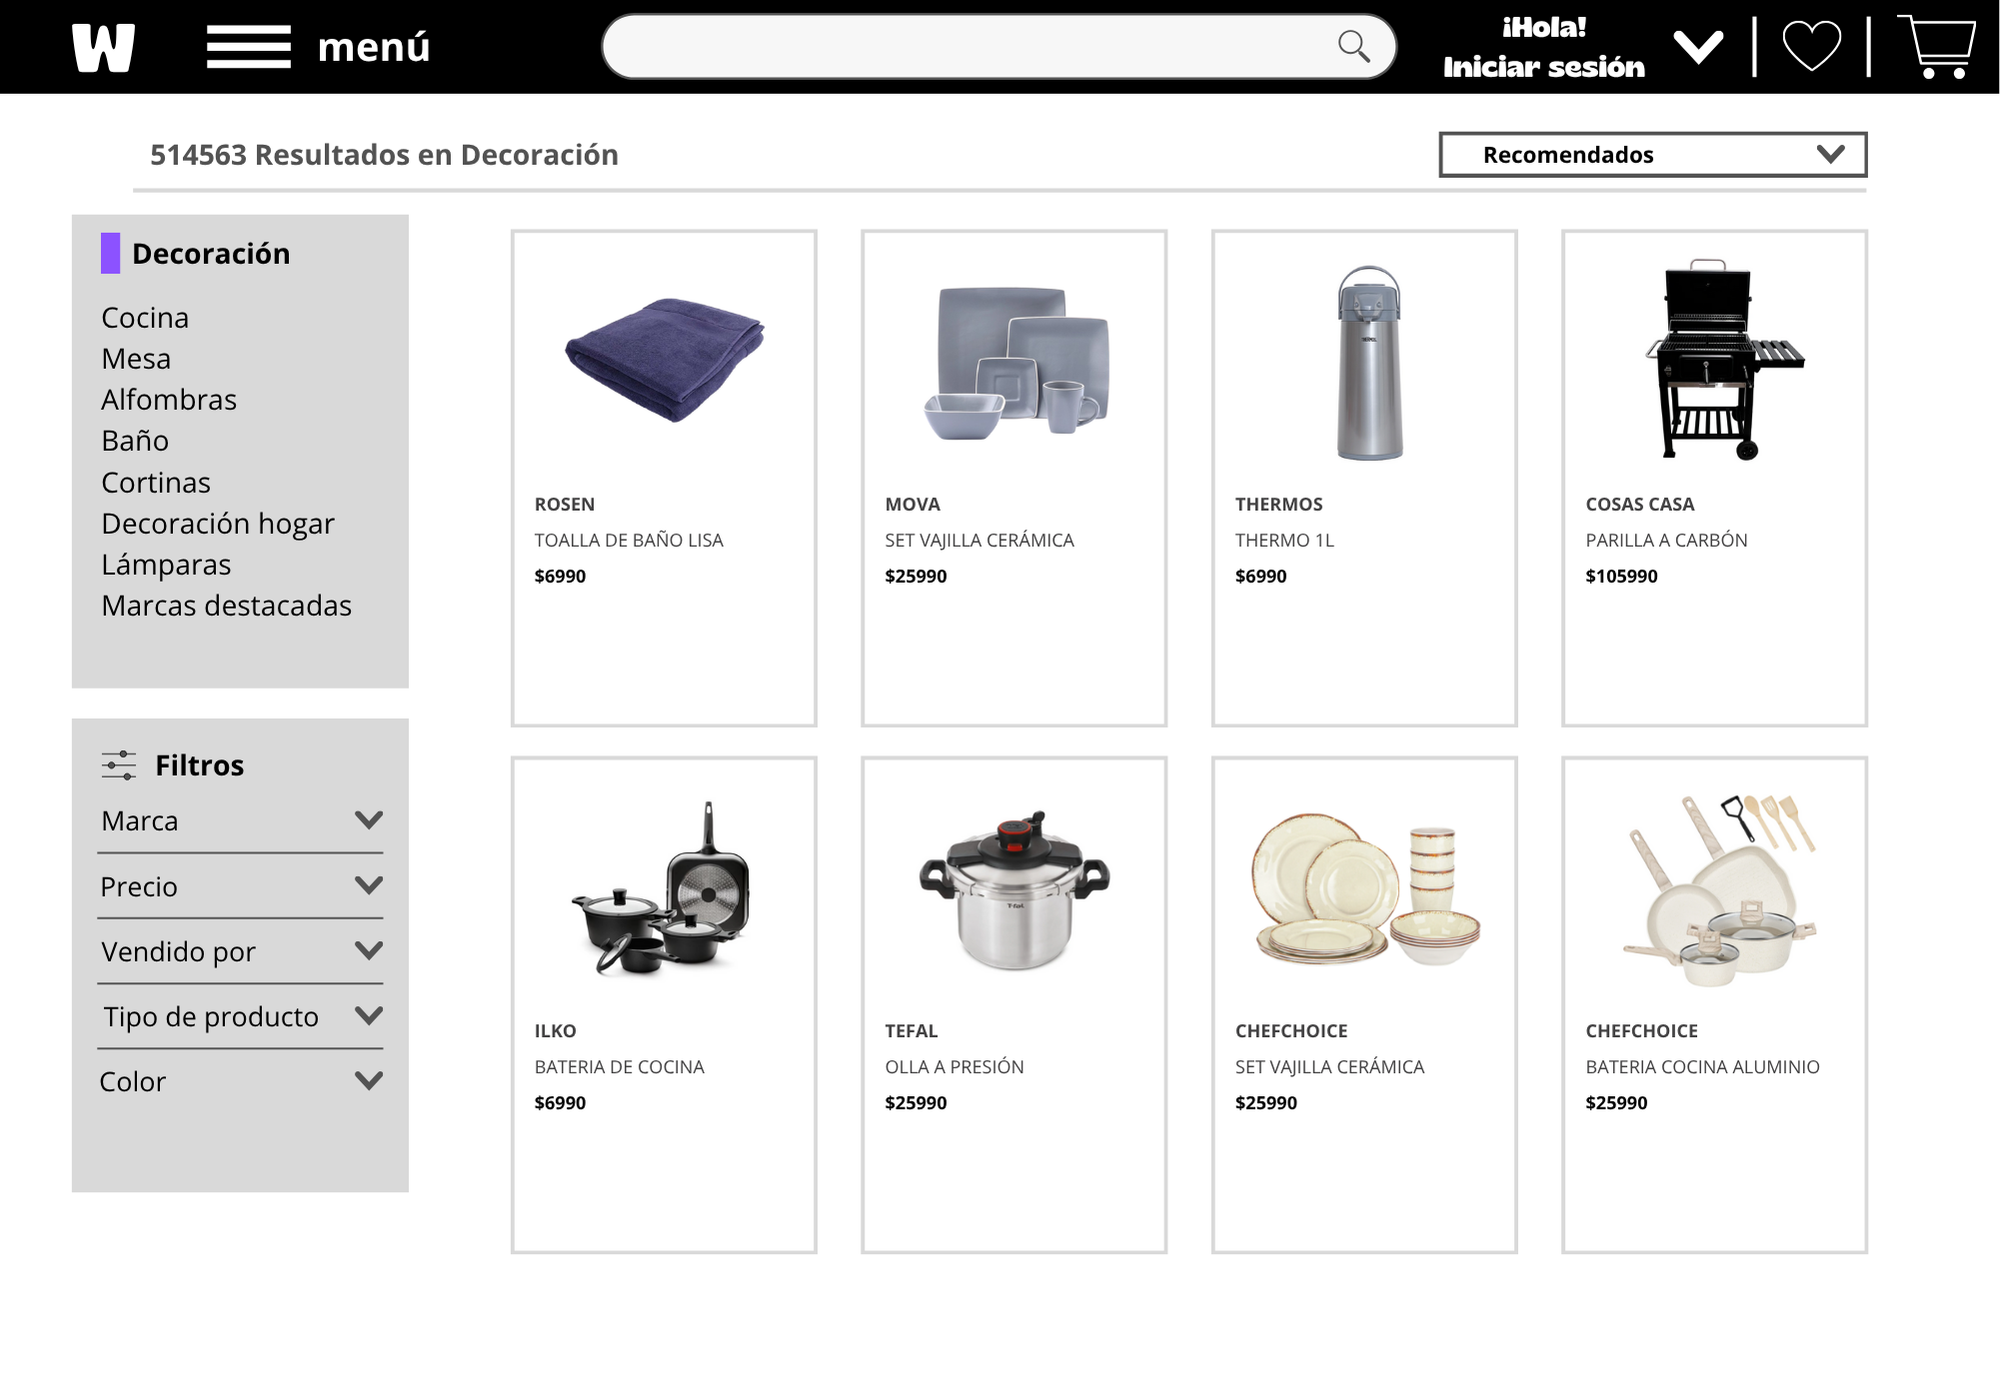 W
menú
¡Hola!
Iniciar sesión
514563 Resultados en Decoración
Recomendados
Decoración
Cocina
Mesa
Alfombras
Baño
Cortinas
Decoración hogar
Lámparas
Marcas destacadas
Filtros
Marca
Precio
Vendido por
Tipo de producto
Color
ROSEN
TOALLA DE BAÑO LISA
$6990
MOVA
SET VAJILLA CERÁMICA
$25990
THERMOS
THERMO 1L
$6990
COSAS CASA
PARILLA A CARBÓN
$105990
ILKO
BATERIA DE COCINA
$6990
T-fal
TEFAL
OLLA A PRESIÓN
$25990
CHEFCHOICE
SET VAJILLA CERÁMICA
$25990
CHEFCHOICE
BATERIA COCINA ALUMINIO
$25990